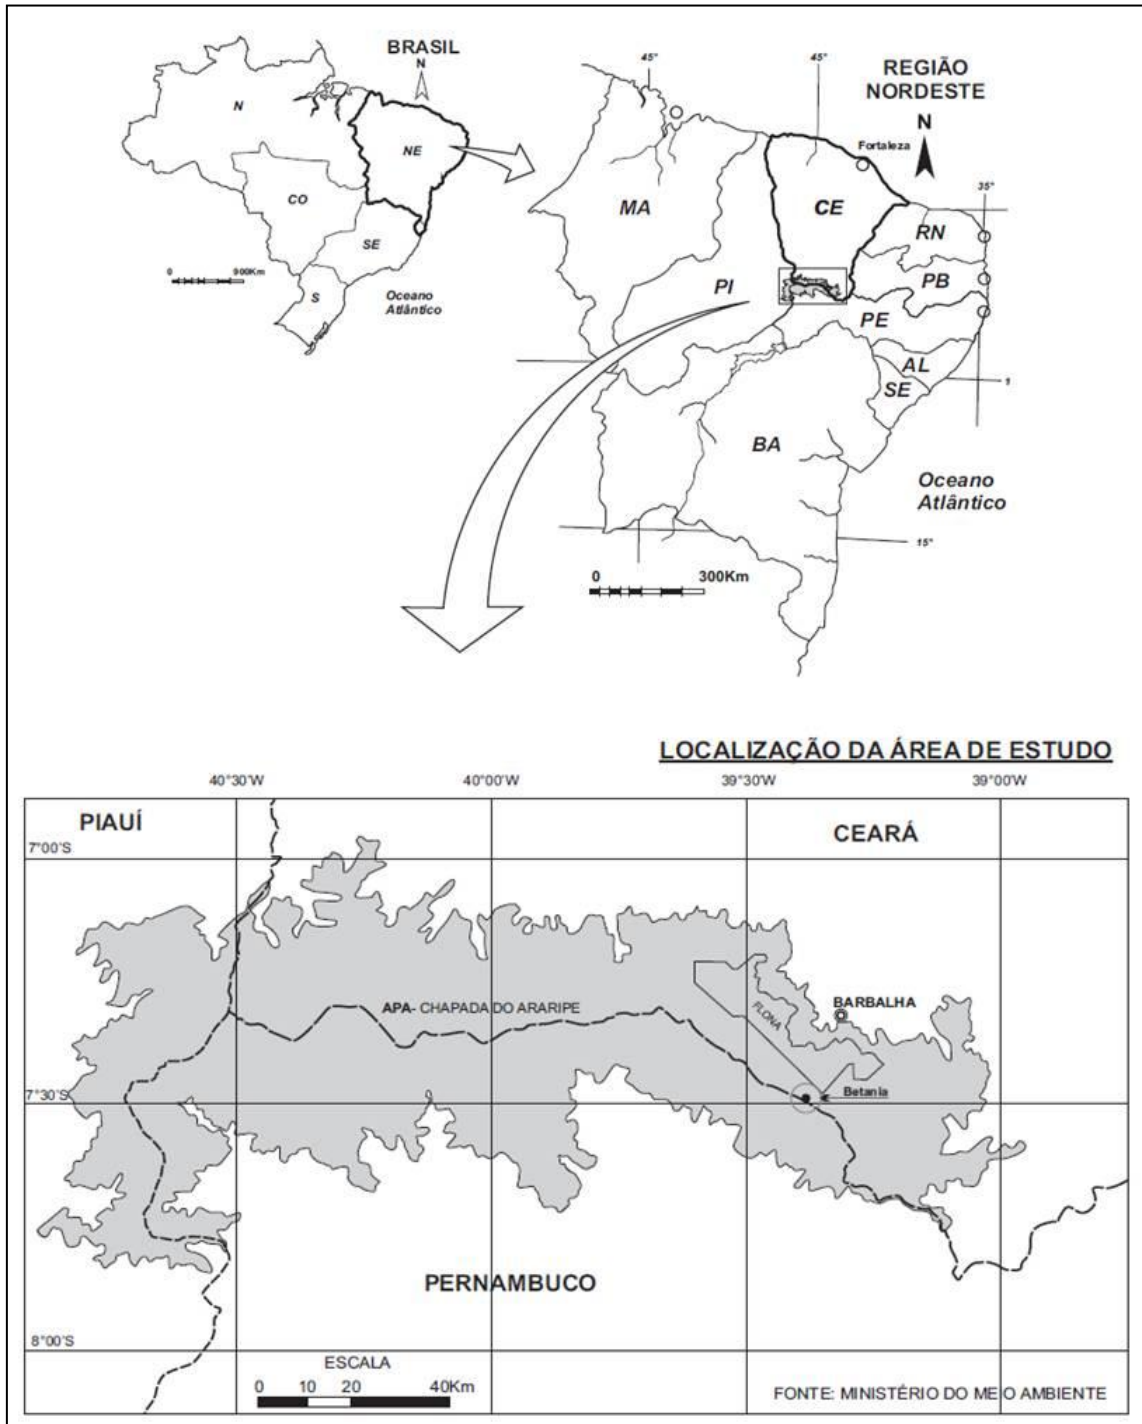 BRASIL
N
N
NE
CO
SE
S
0 900Km
Oceano
Atlântico
REGIÃO
NORDESTE
N
45°
45°
Fortaleza
35°
MA
CE
RN
PB
PI
PE
AL
SE
1
BA
Oceano
Atlântico
15°
0 300Km
LOCALIZAÇÃO DA ÁREA DE ESTUDO
40°30'W 40°00'W 39°30'W 39°00'W
PIAUÍ
CEARÁ
7°00'S
APA- CHAPADA DO ARARIPE
FLONA
BARBALHA
Betania
7°30'S
PERNAMBUCO
8°00'S
ESCALA
0 10 20 40Km
FONTE: MINISTÉRIO DO MEIO AMBIENTE